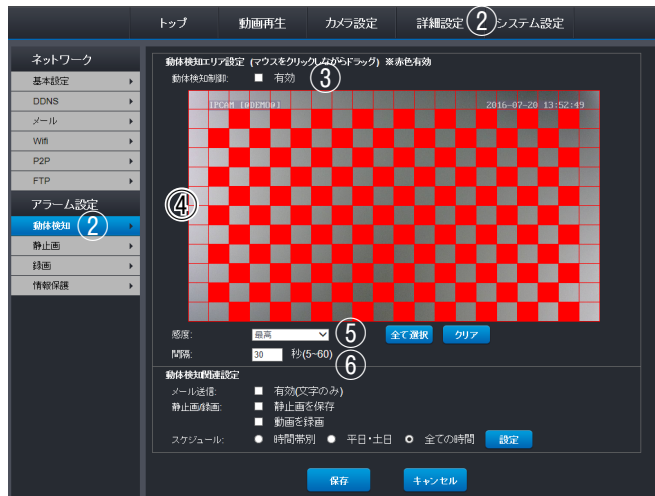 トップ 動画再生 カメラ設定 詳細設定 ② システム設定
ネットワーク
基本設定
DDNS
メール
Wifi
P2P
FTP
アラーム設定
動体検知 ②
静止画
録画
情報保護
動体検知エリア設定 (マウスをクリックしながらドラッグ) ※赤色有効
動体検知制御: 有効 ③
IPCAM [@DEMO@] 2016-07-20 13:52:49
④
感度: 最高 ⑤ 全て選択 クリア
間隔: 30 秒(5~60) ⑥
動体検知関連設定
メール送信: 有効(文字のみ)
静止画/録画: 静止画を保存
動画を録画
スケジュール: 時間帯別 平日・土日 全ての時間 設定
保存 キャンセル